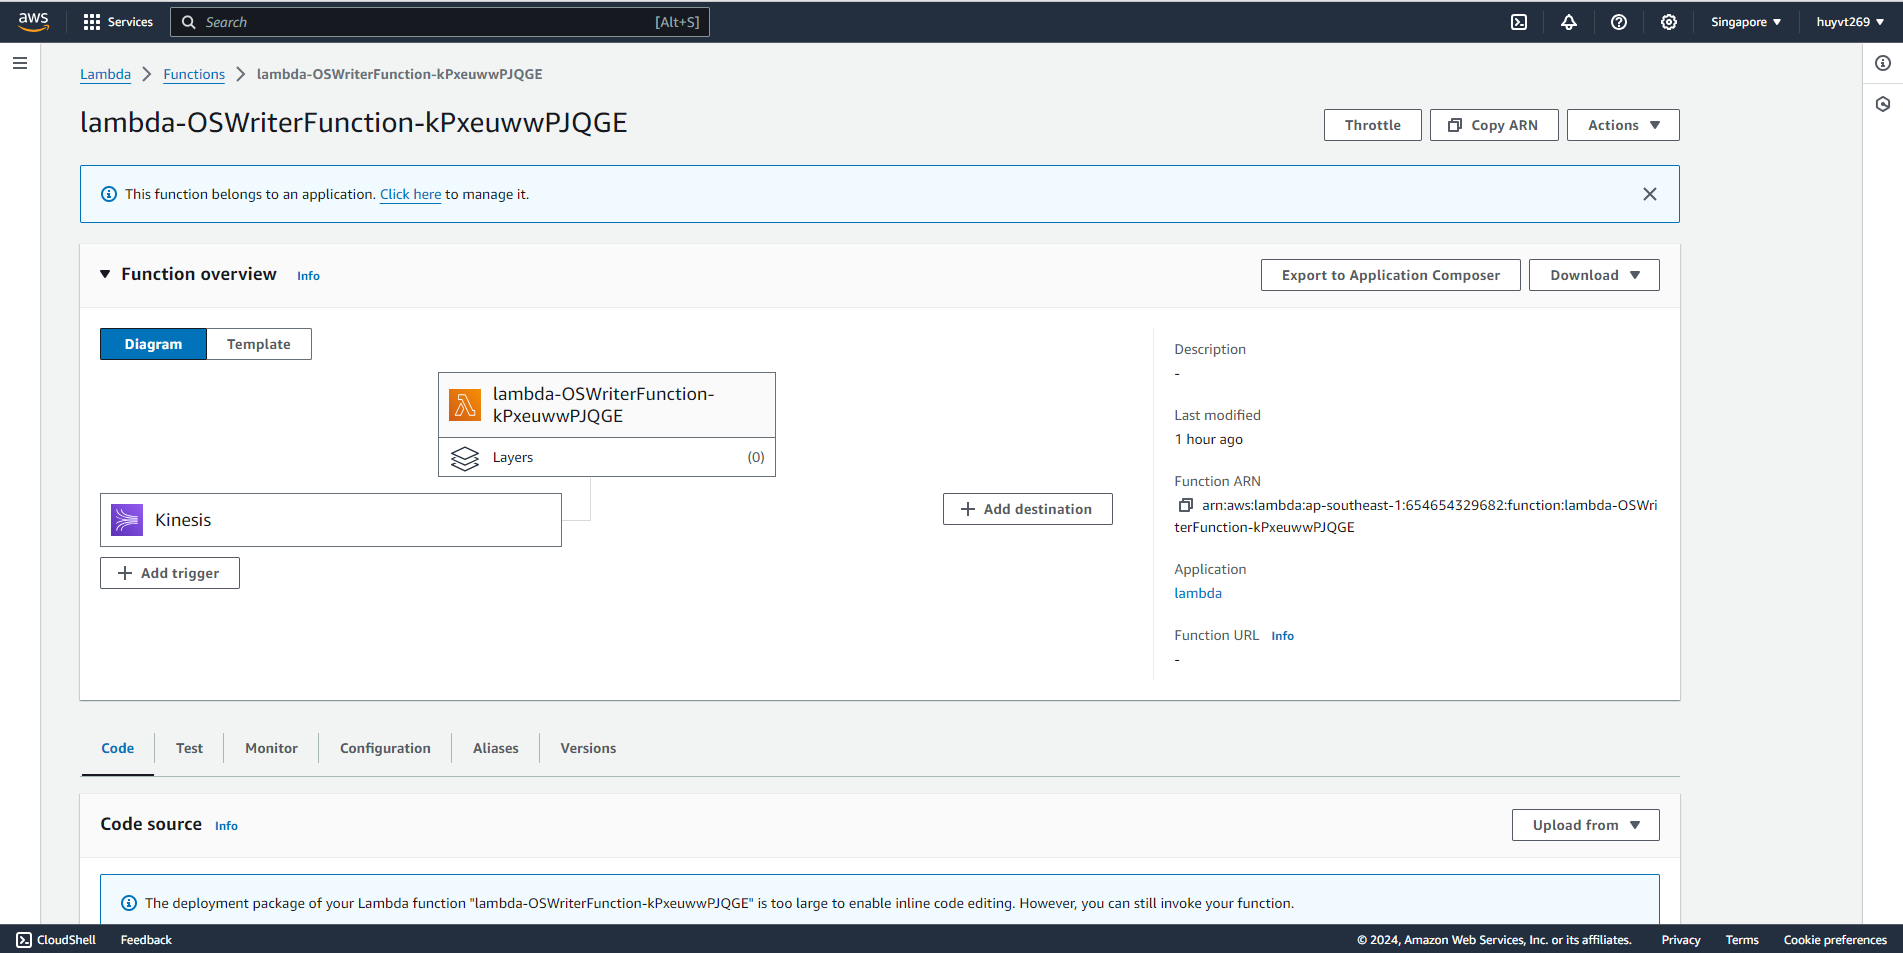 aws
Services
Search
[Alt+S]
Singapore
huyvt269
Lambda
Functions
lambda-OSWriterFunction-kPxeuwwPJQGE
lambda-OSWriterFunction-kPxeuwwPJQGE
Throttle
Copy ARN
Actions
This function belongs to an application. Click here to manage it.
Function overview
Info
Export to Application Composer
Download
Diagram
Template
lambda-OSWriterFunction-
kPxeuwwPJQGE
Layers
(0)
Kinesis
Add trigger
Add destination
Description
-
Last modified
1 hour ago
Function ARN
arn:aws:lambda:ap-southeast-1:654654329682:function:lambda-OSWri
terFunction-kPxeuwwPJQGE
Application
lambda
Function URL
Info
-
Code
Test
Monitor
Configuration
Aliases
Versions
Code source
Info
Upload from
The deployment package of your Lambda function "lambda-OSWriterFunction-kPxeuwwPJQGE" is too large to enable inline code editing. However, you can still invoke your function.
CloudShell
Feedback
© 2024, Amazon Web Services, Inc. or its affiliates.
Privacy
Terms
Cookie preferences